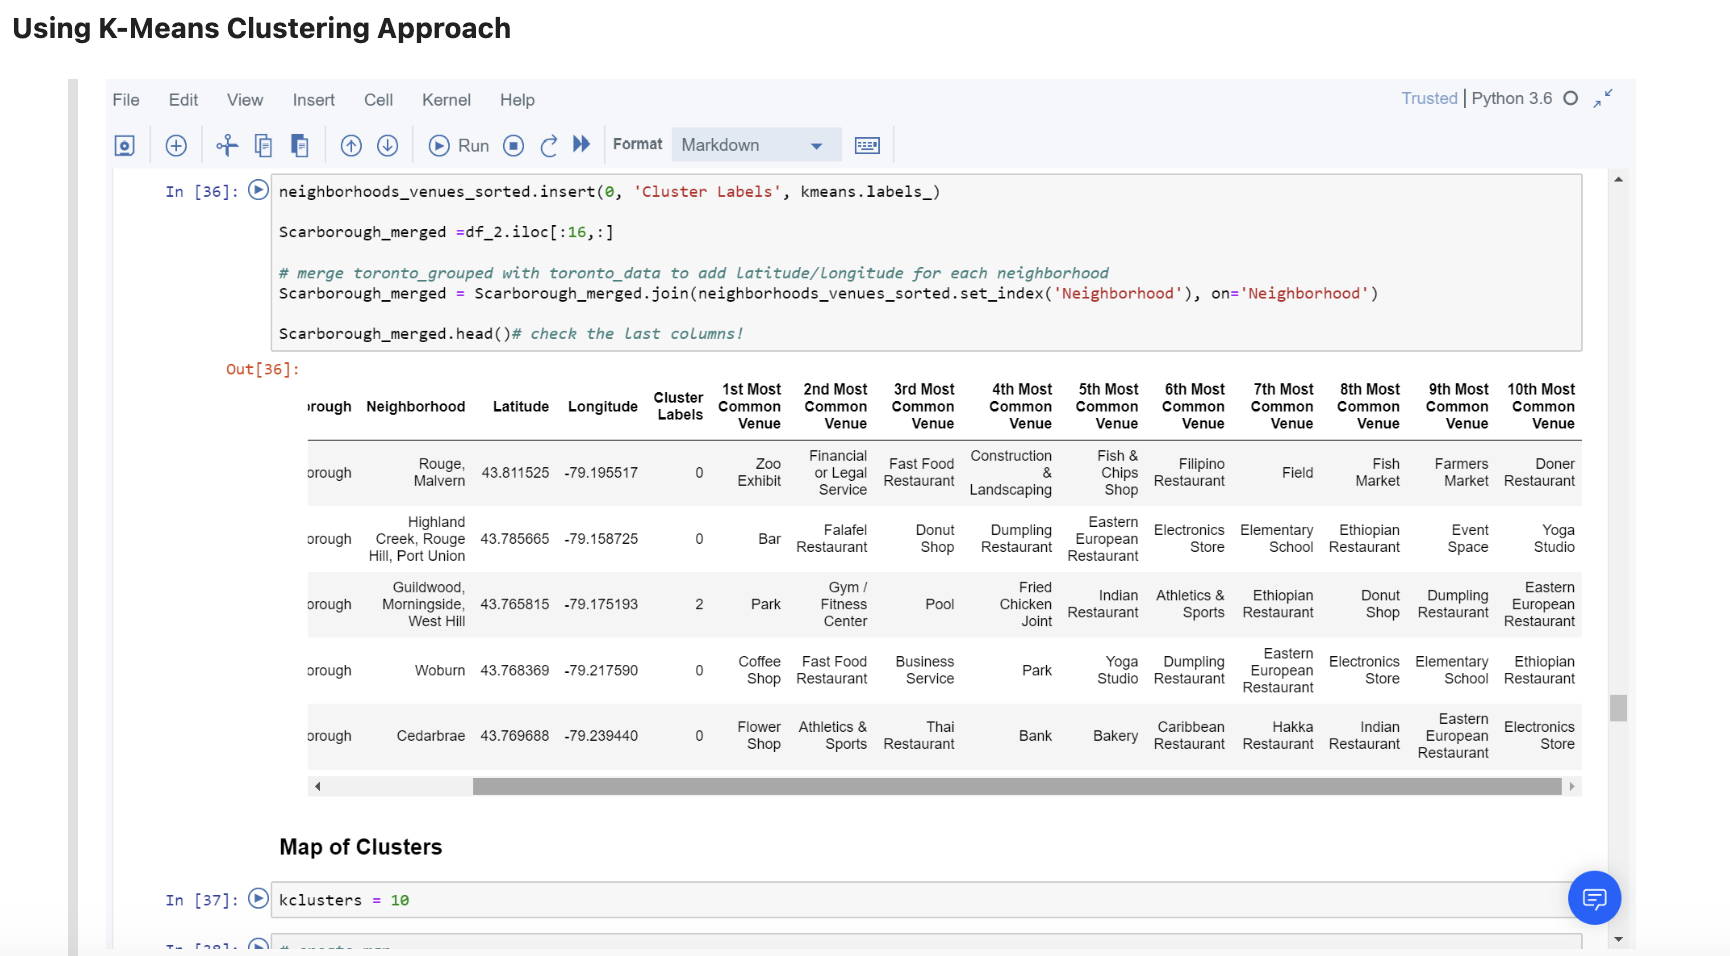 Using K-Means Clustering Approach
File Edit View Insert Cell Kernel Help
Trusted | Python 3.6
Run Format Markdown
In [36]:
neighborhoods_venues_sorted.insert(0, 'Cluster Labels', kmeans.labels_)
Scarborough_merged =df_2.iloc[:16,:]
# merge toronto_grouped with toronto_data to add latitude/longitude for each neighborhood
Scarborough_merged = Scarborough_merged.join(neighborhoods_venues_sorted.set_index('Neighborhood'), on='Neighborhood')
Scarborough_merged.head()# check the last columns!
Out[36]:
orough Neighborhood Latitude Longitude Cluster Labels 1st Most Common Venue 2nd Most Common Venue 3rd Most Common Venue 4th Most Common Venue 5th Most Common Venue 6th Most Common Venue 7th Most Common Venue 8th Most Common Venue 9th Most Common Venue 10th Most Common Venue
orough Rouge, Malvern 43.811525 -79.195517 0 Zoo Exhibit Financial or Legal Service Fast Food Restaurant Construction & Landscaping Fish & Chips Shop Filipino Restaurant Field Fish Market Farmers Market Doner Restaurant
orough Highland Creek, Rouge Hill, Port Union 43.785665 -79.158725 0 Bar Falafel Restaurant Donut Shop Dumpling Restaurant Eastern European Restaurant Electronics Store Elementary School Ethiopian Restaurant Event Space Yoga Studio
orough Guildwood, Morningside, West Hill 43.765815 -79.175193 2 Park Gym / Fitness Center Pool Fried Chicken Joint Indian Restaurant Athletics & Sports Ethiopian Restaurant Donut Shop Dumpling Restaurant Eastern European Restaurant
orough Woburn 43.768369 -79.217590 0 Coffee Shop Fast Food Restaurant Business Service Park Yoga Studio Dumpling Restaurant Eastern European Restaurant Electronics Store Elementary School Ethiopian Restaurant
orough Cedarbrae 43.769688 -79.239440 0 Flower Shop Athletics & Sports Thai Restaurant Bank Bakery Caribbean Restaurant Hakka Restaurant Indian Restaurant Eastern European Restaurant Electronics Store
Map of Clusters
In [37]:
kclusters = 10